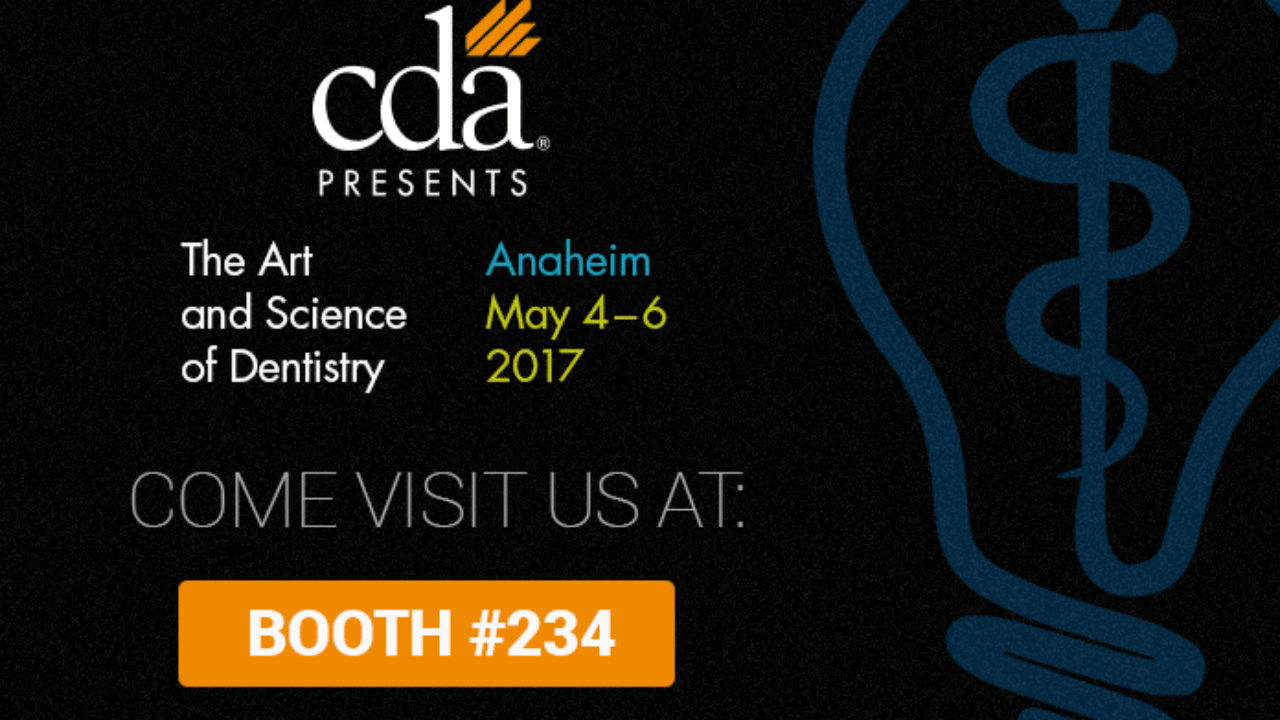 cda®
PRESENTS
The Art
and Science
of Dentistry
Anaheim
May 4–6
2017
COME VISIT US AT:
BOOTH #234